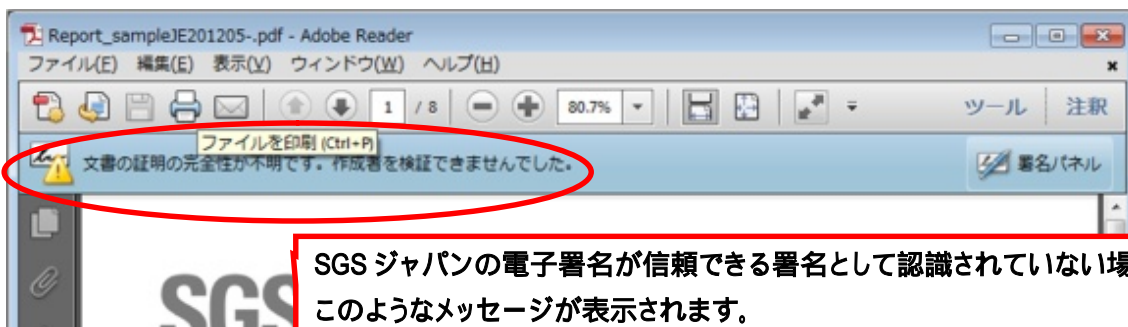 Report_sampleJE201205-.pdf - Adobe Reader
ファイル(F) 編集(E) 表示(V) ウィンドウ(W) ヘルプ(H)
1 / 8 80.7% ツール 注釈
ファイルを印刷 (Ctrl+P)
文書の証明の完全性が不明です。作成者を検証できませんでした。 署名パネル
SGS
SGS ジャパンの電子署名が信頼できる署名として認識されていない場
このようなメッセージが表示されます。